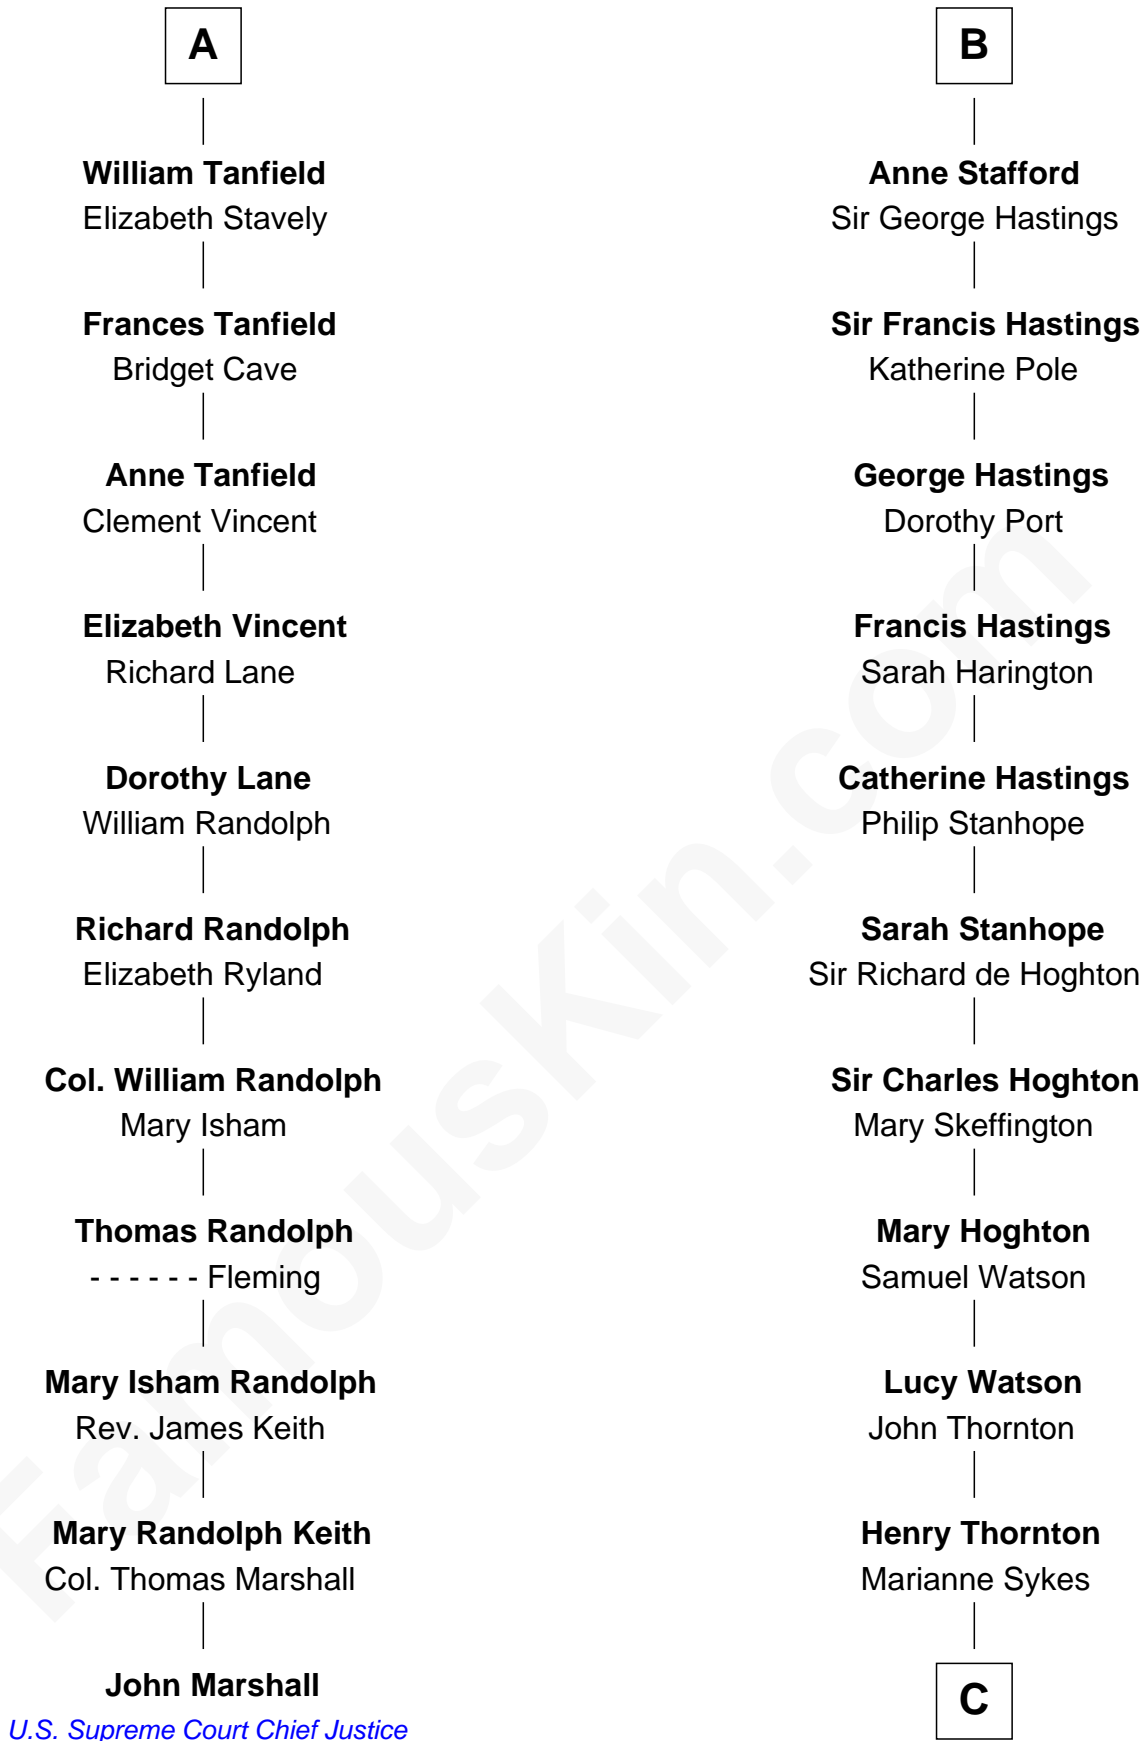 A
William Tanfield
Elizabeth Stavely
Frances Tanfield
Bridget Cave
Anne Tanfield
Clement Vincent
Elizabeth Vincent
Richard Lane
Dorothy Lane
William Randolph
Richard Randolph
Elizabeth Ryland
Col. William Randolph
Mary Isham
Thomas Randolph
- - - - - - Fleming
Mary Isham Randolph
Rev. James Keith
Mary Randolph Keith
Col. Thomas Marshall
John Marshall
U.S. Supreme Court Chief Justice
B
Anne Stafford
Sir George Hastings
Sir Francis Hastings
Katherine Pole
George Hastings
Dorothy Port
Francis Hastings
Sarah Harington
Catherine Hastings
Philip Stanhope
Sarah Stanhope
Sir Richard de Hoghton
Sir Charles Hoghton
Mary Skeffington
Mary Hoghton
Samuel Watson
Lucy Watson
John Thornton
Henry Thornton
Marianne Sykes
C
FamousKin.com